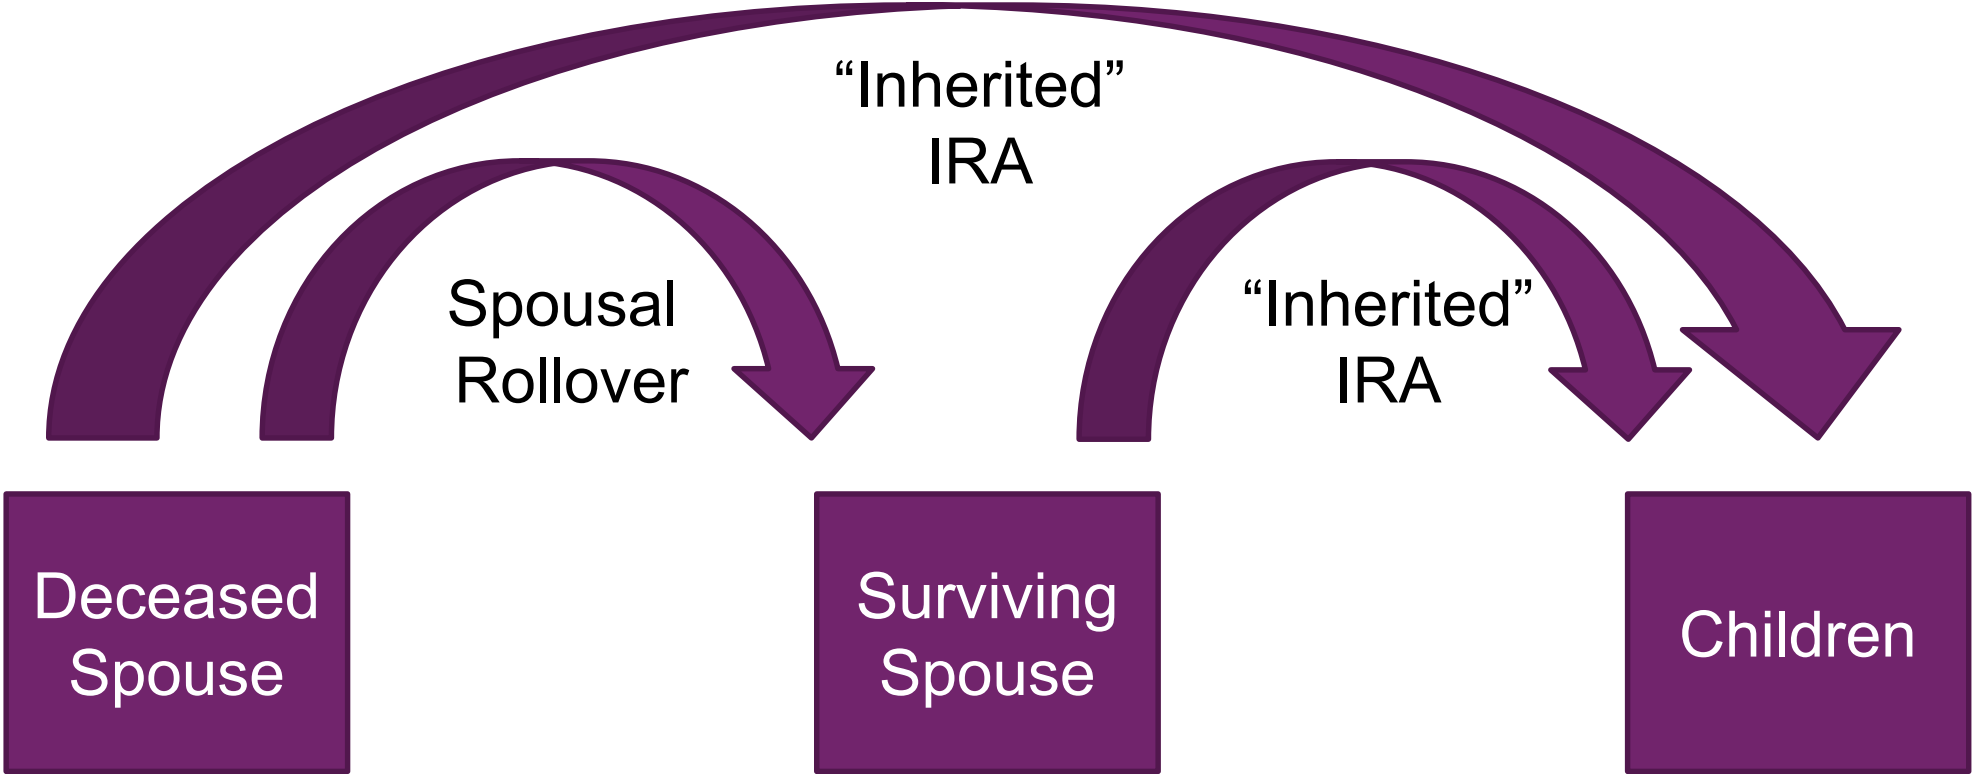 “Inherited”
IRA
Spousal
Rollover
“Inherited”
IRA
Deceased
Spouse
Surviving
Spouse
Children